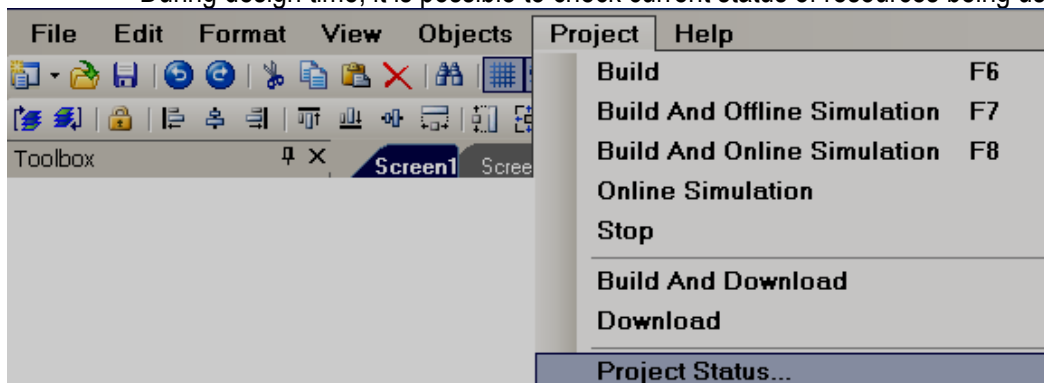 During design time, it is possible to check current status of resources being
File Edit Format View Objects Project Help
Build F6
Build And Offline Simulation F7
Build And Online Simulation F8
Toolbox Screen1
Online Simulation
Stop
Build And Download
Download
Project Status...